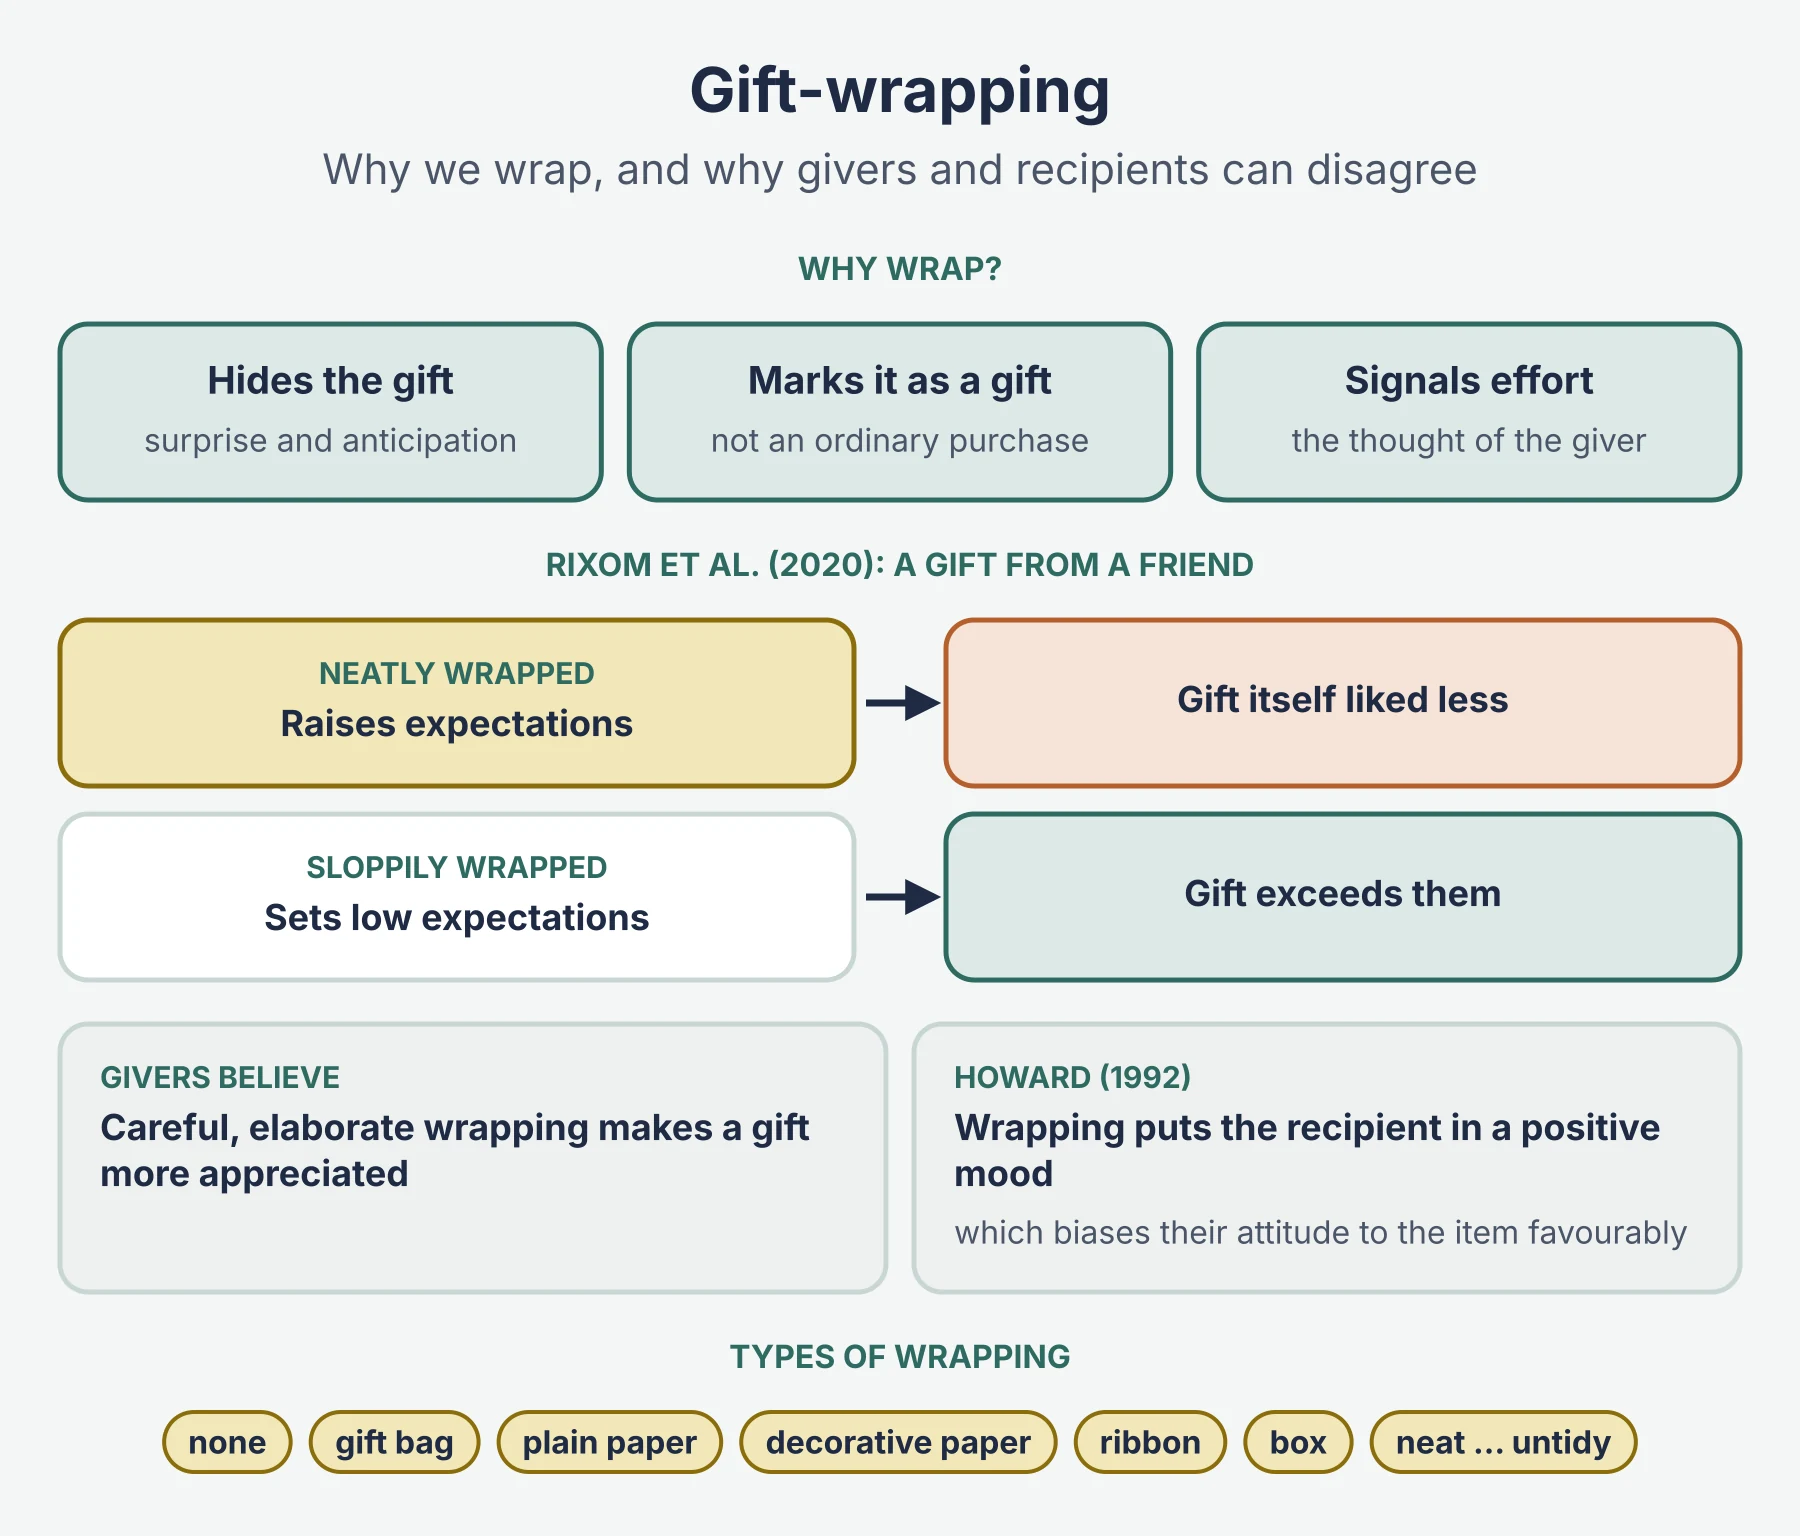 Gift-wrapping
Why we wrap, and why givers and recipients can disagree
WHY WRAP?
Hides the gift
surprise and anticipation
Marks it as a gift
not an ordinary purchase
Signals effort
the thought of the giver
RIXOM ET AL. (2020): A GIFT FROM A FRIEND
NEATLY WRAPPED
Raises expectations
Gift itself liked less
SLOPPILY WRAPPED
Sets low expectations
Gift exceeds them
GIVERS BELIEVE
Careful, elaborate wrapping makes a gift
more appreciated
HOWARD (1992)
Wrapping puts the recipient in a positive
mood
which biases their attitude to the item favourably
TYPES OF WRAPPING
none
gift bag
plain paper
decorative paper
ribbon
box
neat ... untidy